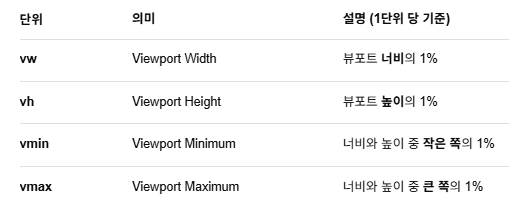 단위 의미 설명 (1단위 당 기준)
vw Viewport Width 뷰포트 너비의 1%
vh Viewport Height 뷰포트 높이의 1%
vmin Viewport Minimum 너비와 높이 중 작은 쪽의 1%
vmax Viewport Maximum 너비와 높이 중 큰 쪽의 1%